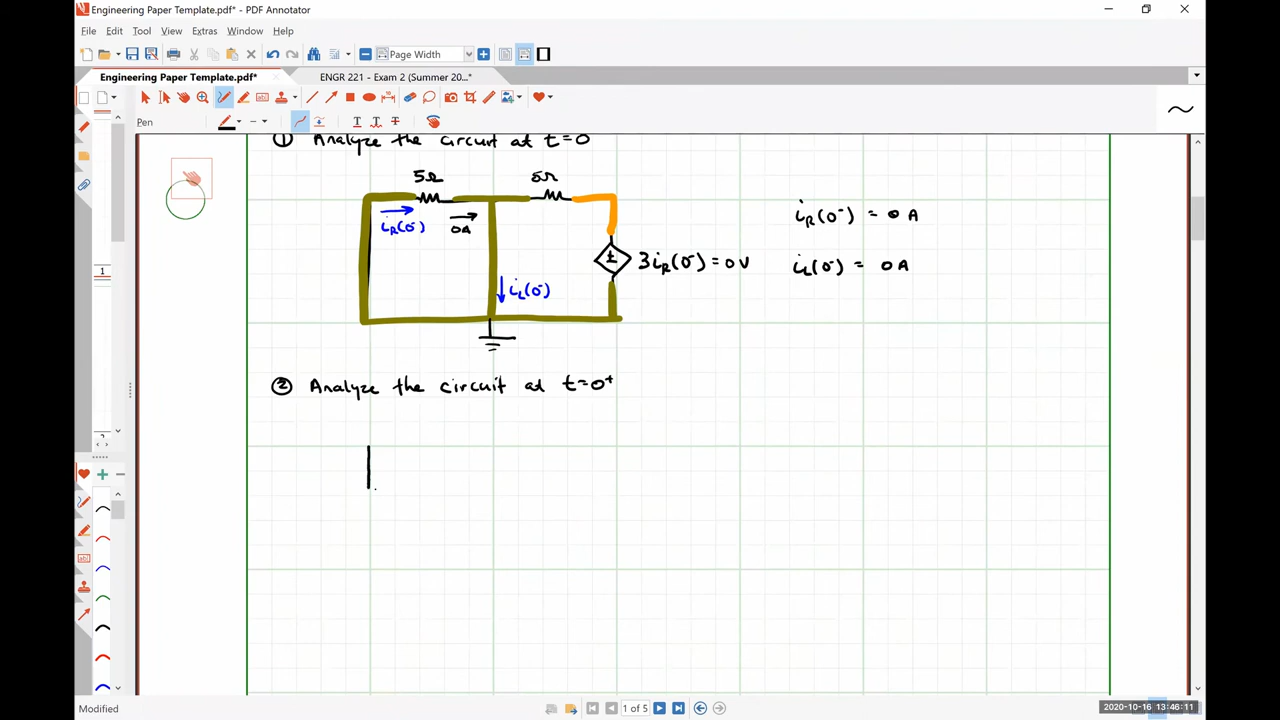 Engineering Paper Template.pdf* - PDF Annotator
File Edit Tool View Extras Window Help
Page Width
Engineering Paper Template.pdf*
ENGR 221 - Exam 2 (Summer 20...*
Pen
① Analyze the circuit at t=0
5Ω
5Ω
iR(0⁻)
0A
3iR(0⁻) = 0V
iL(0⁻)
iR(0⁻) = 0 A
iL(0⁻) = 0A
② Analyze the circuit at t=0⁺
1
2
Modified
1 of 5
2020-10-16 13:46:11